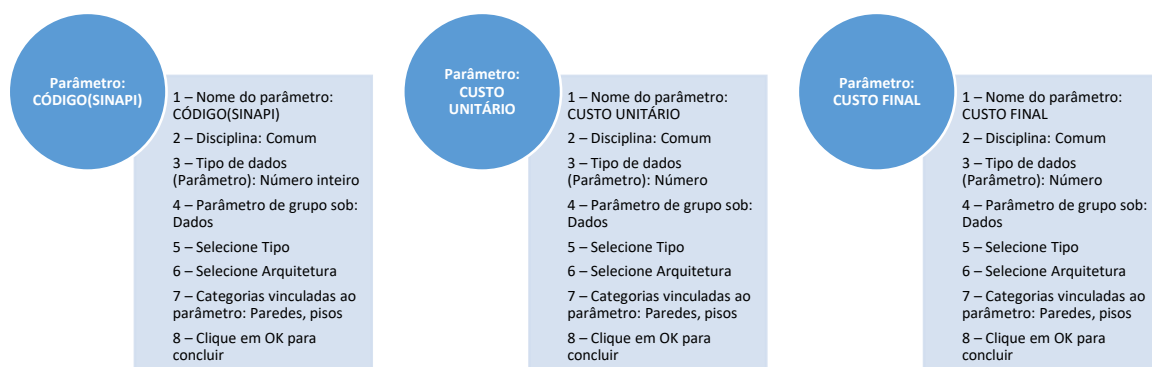 Parâmetro:
CÓDIGO(SINAPI)
1 – Nome do parâmetro:
CÓDIGO(SINAPI)
2 – Disciplina: Comum
3 – Tipo de dados
(Parâmetro): Número inteiro
4 – Parâmetro de grupo sob:
Dados
5 – Selecione Tipo
6 – Selecione Arquitetura
7 – Categorias vinculadas ao
parâmetro: Paredes, pisos
8 – Clique em OK para
concluir
Parâmetro:
CUSTO
UNITÁRIO
1 – Nome do parâmetro:
CUSTO UNITÁRIO
2 – Disciplina: Comum
3 – Tipo de dados
(Parâmetro): Número
4 – Parâmetro de grupo sob:
Dados
5 – Selecione Tipo
6 – Selecione Arquitetura
7 – Categorias vinculadas ao
parâmetro: Paredes, pisos
8 – Clique em OK para
concluir
Parâmetro:
CUSTO FINAL
1 – Nome do parâmetro:
CUSTO FINAL
2 – Disciplina: Comum
3 – Tipo de dados
(Parâmetro): Número
4 – Parâmetro de grupo sob:
Dados
5 – Selecione Tipo
6 – Selecione Arquitetura
7 – Categorias vinculadas ao
parâmetro: Paredes, pisos
8 – Clique em OK para
concluir